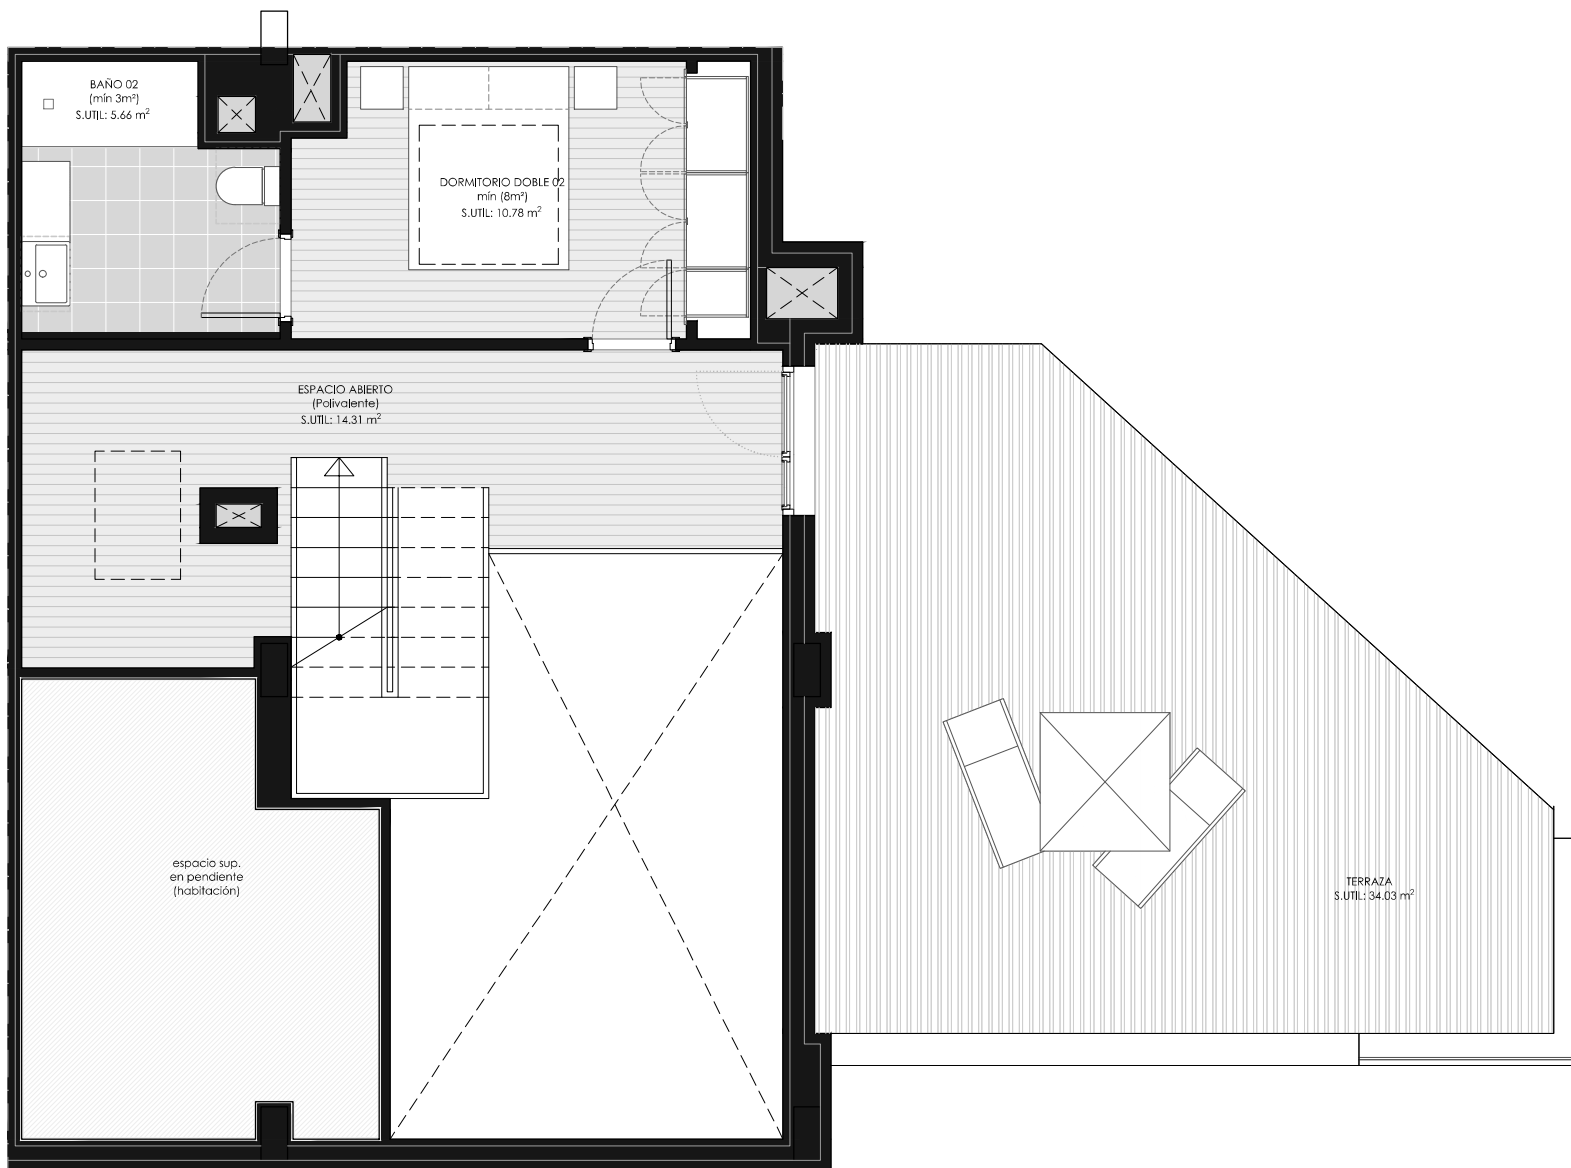 BAÑO 02
(mín 3m²)
S.UTIL: 5.66 m²
DORMITORIO DOBLE 02
mín (8m²)
S.UTIL: 10.78 m²
ESPACIO ABIERTO
(Polivalente)
S.UTIL: 14.31 m²
espacio sup.
en pendiente
(habitación)
TERRAZA
S.UTIL: 34.03 m²